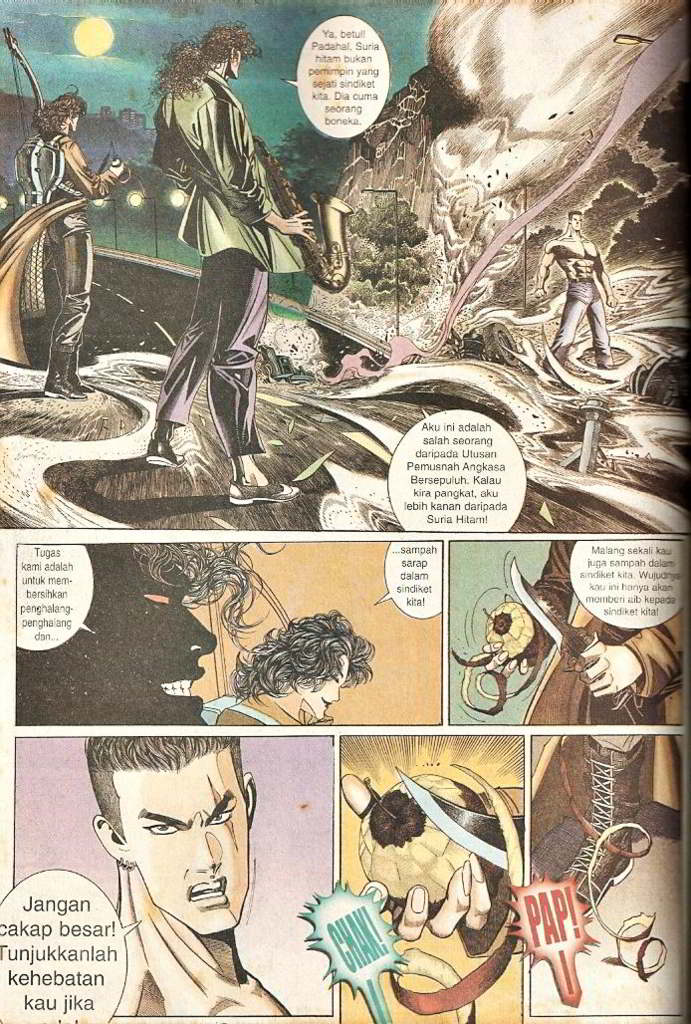 Ya, betul!
Padahal, Suria
hitam bukan
pemimpin yang
sejati sindiket
kita. Dia cuma
seorang
boneka.
Aku ini adalah
salah seorang
daripada Utusan
Pemusnah Angkasa
Bersepuluh. Kalau
kira pangkat, aku
lebih kanan daripada
Suria Hitam!
Tugas
kami adalah
untuk mem-
bersihkan
penghalang-
penghalang
dan...
...sampah
sarap
dalam
sindiket
kita!
Malang sekali kau
juga sampah dalam
sindiket kita. Wujudnya
kau ini hanya akan
memberi aib kepada
sindiket kita!
Jangan
cakap besar!
Tunjukkanlah
kehebatan
kau jika
CHAK!
PAP!